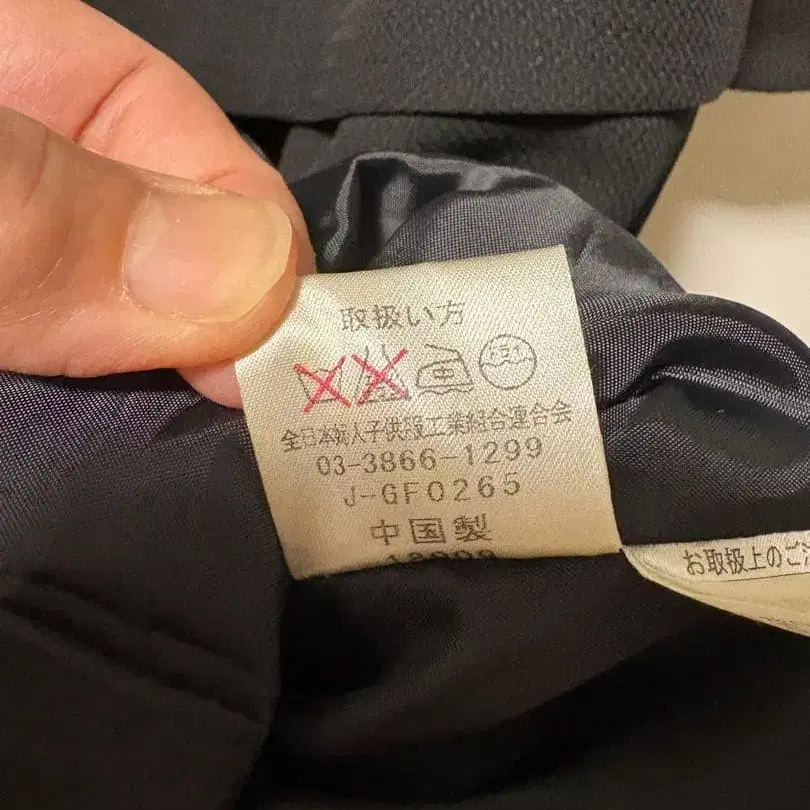 取扱い方
全日本婦人子供服工業組合連合会
03-3866-1299
J-GF0265
中国製
お取扱上のご注